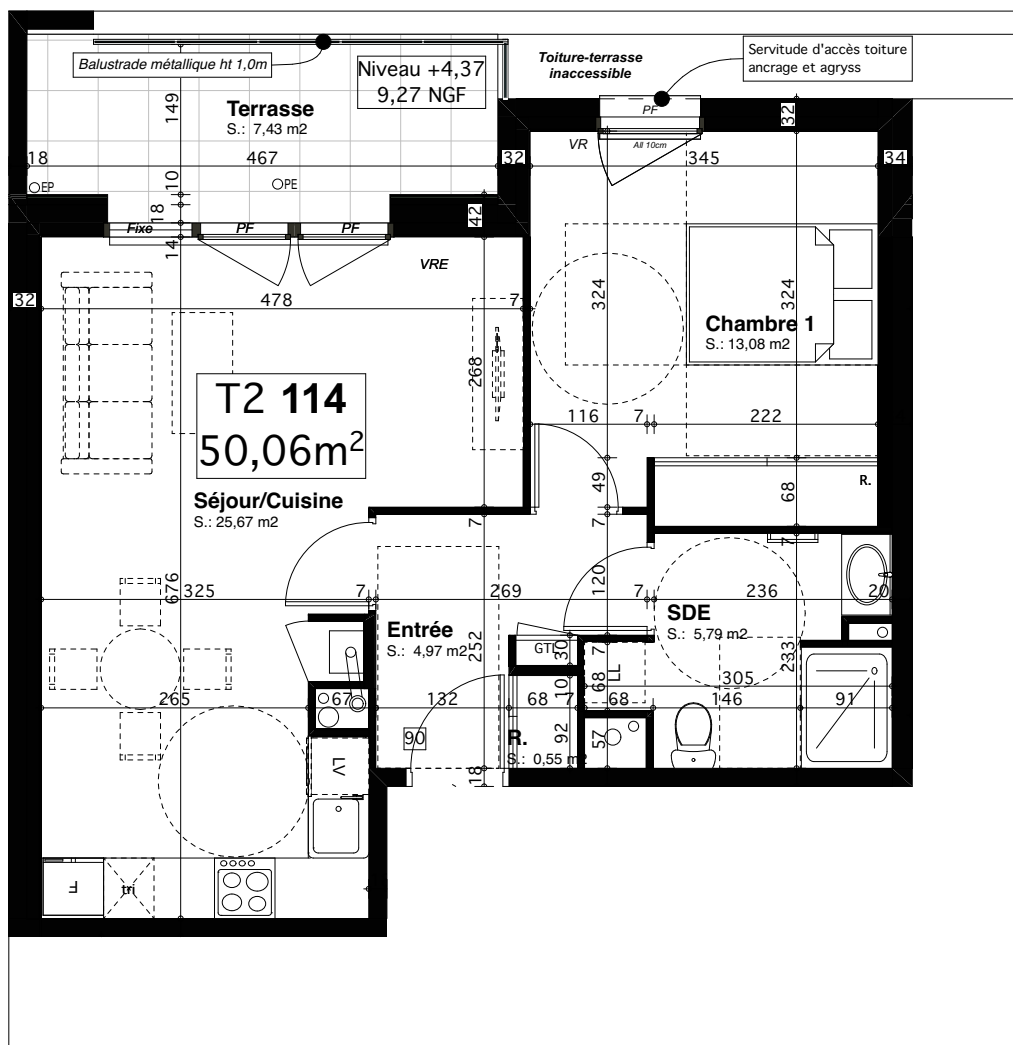 Balustrade métallique ht 1,0m
Niveau +4,37
9,27 NGF
Toiture-terrasse
inaccessible
Servitude d'accès toiture
ancrage et agryss
Terrasse
S.: 7,43 m2
149
PF
32
VR
All 10cm
18
467
32
345
34
EP
PE
10
18
42
Fixe
PF
PF
14
VRE
32
478
7
324
324
Chambre 1
S.: 13,08 m2
268
T2 114
50,06m2
116
7
222
Séjour/Cuisine
S.: 25,67 m2
49
68
R.
7
7
7
676
120
325
7
269
7
236
20
SDE
S.: 5,79 m2
Entrée
S.: 4,97 m2
252
GTL
30
7
LL
68
233
305
10
265
67
132
68
7
68
146
91
90
R.
S.: 0,55 m2
92
57
18
LV
LF
tri